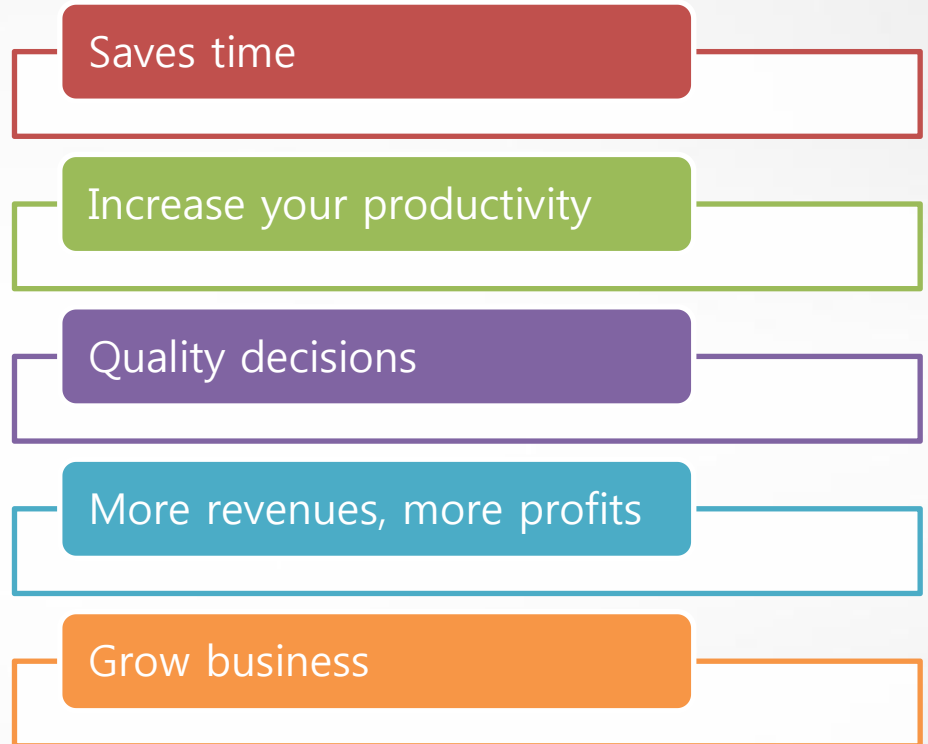 Saves time
Increase your productivity
Quality decisions
More revenues, more profits
Grow business